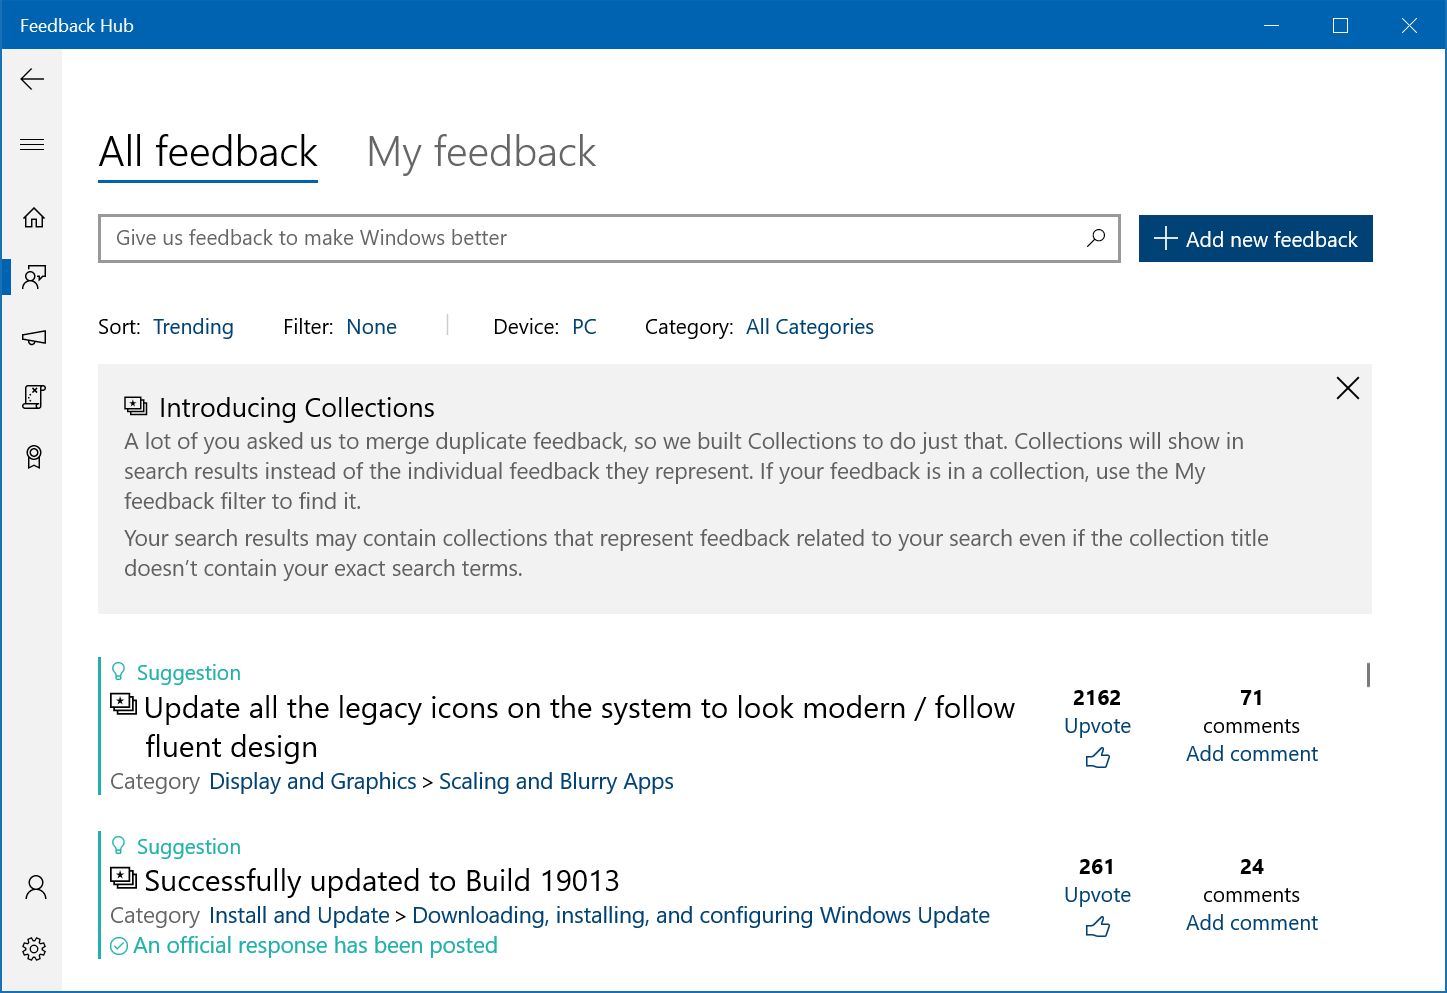 Feedback Hub
All feedback My feedback
Give us feedback to make Windows better
Add new feedback
Sort: Trending Filter: None Device: PC Category: All Categories
Introducing Collections
A lot of you asked us to merge duplicate feedback, so we built Collections to do just that. Collections will show in
search results instead of the individual feedback they represent. If your feedback is in a collection, use the My
feedback filter to find it.
Your search results may contain collections that represent feedback related to your search even if the collection title
doesn’t contain your exact search terms.
Suggestion
Update all the legacy icons on the system to look modern / follow
fluent design
Category Display and Graphics > Scaling and Blurry Apps
2162
Upvote
71
comments
Add comment
Suggestion
Successfully updated to Build 19013
Category Install and Update > Downloading, installing, and configuring Windows Update
An official response has been posted
261
Upvote
24
comments
Add comment